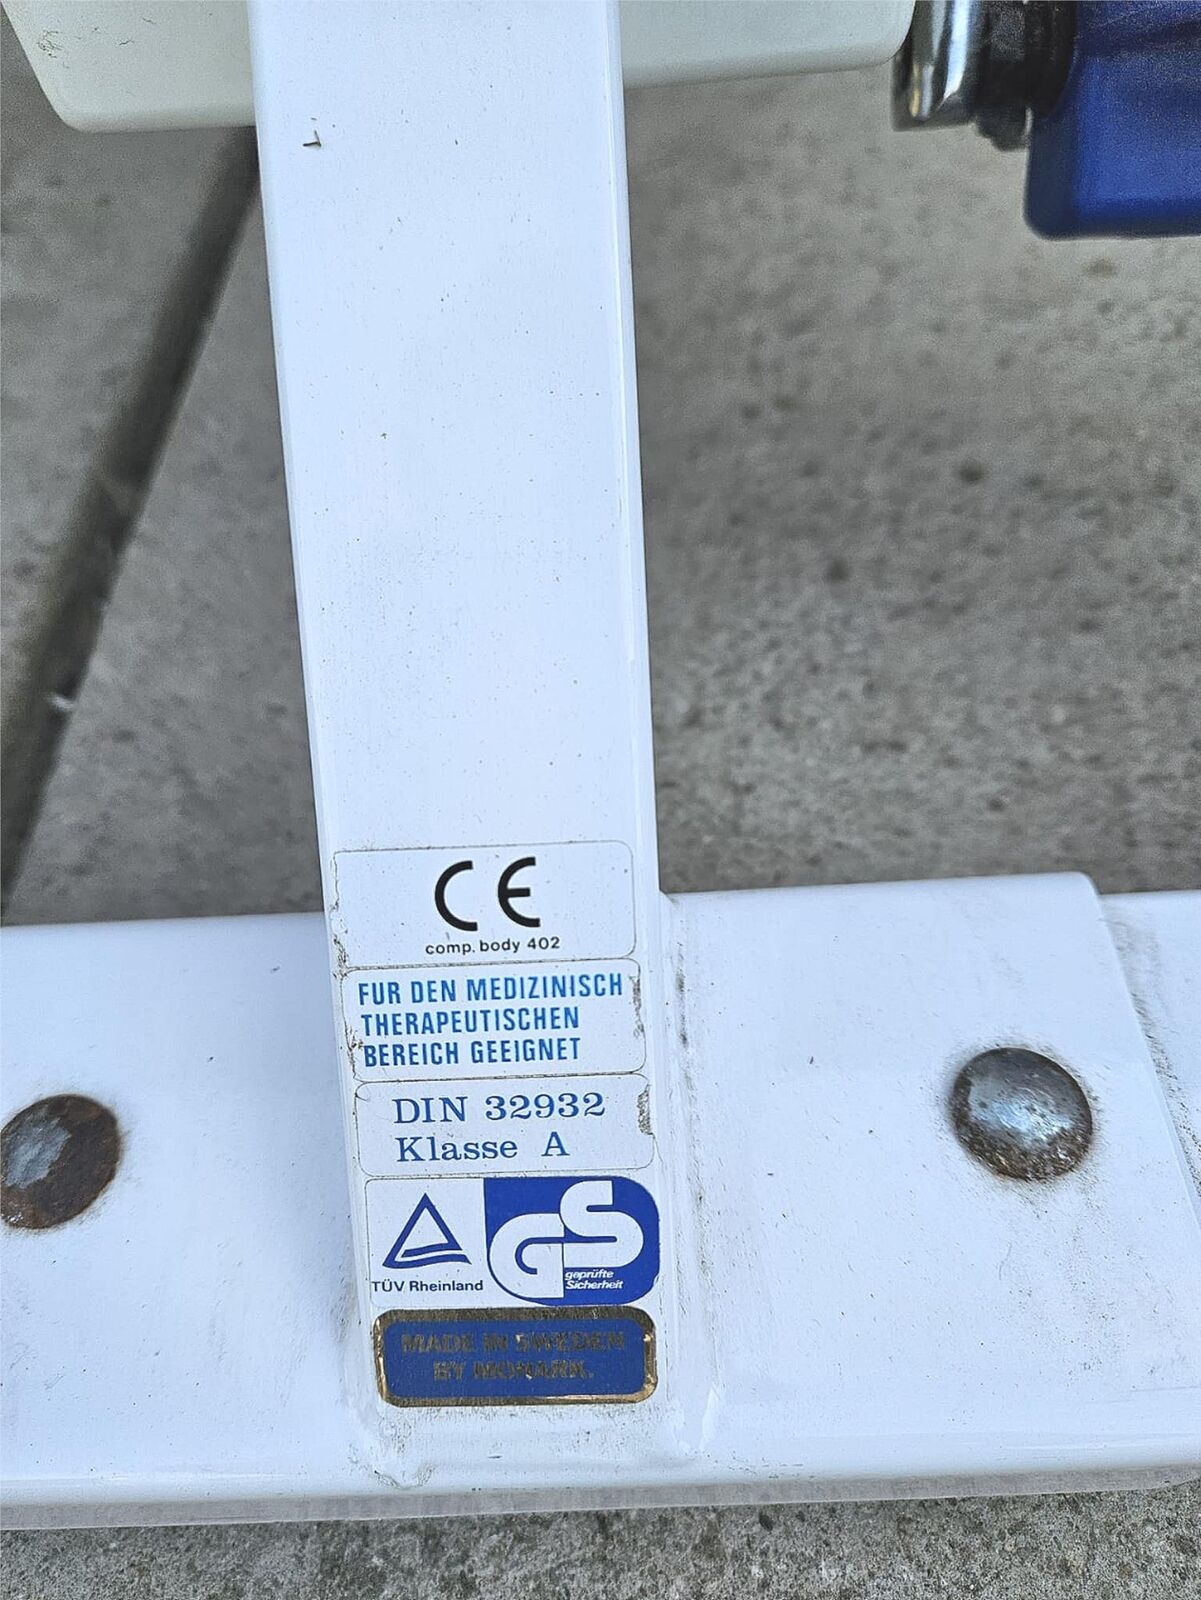 CE
comp. body 402
FUR DEN MEDIZINISCH
THERAPEUTISCHEN
BEREICH GEEIGNET
DIN 32932
Klasse A
TÜV Rheinland
GS
geprüfte
Sicherheit
MADE IN SWEDEN
BY MONARK.